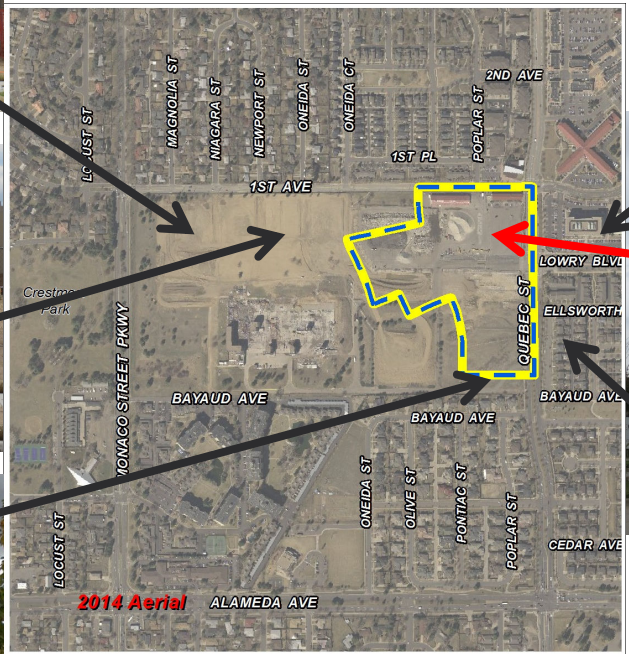 2ND AVE
LOCUST ST
MAGNOLIA ST
NIAGARA ST
NEWPORT ST
ONEIDA ST
ONEIDA CT
POPLAR ST
1ST PL
1ST AVE
LOWRY BLVD
Crestmo
Park
MONACO STREET PKWY
QUEBEC ST
ELLSWORTH
BAYAUD AVE
BAYAUD AVE
BAYAUD AVE
ONEIDA ST
OLIVE ST
PONTIAC ST
POPLAR ST
LOCUST ST
CEDAR AVE
2014 Aerial
ALAMEDA AVE